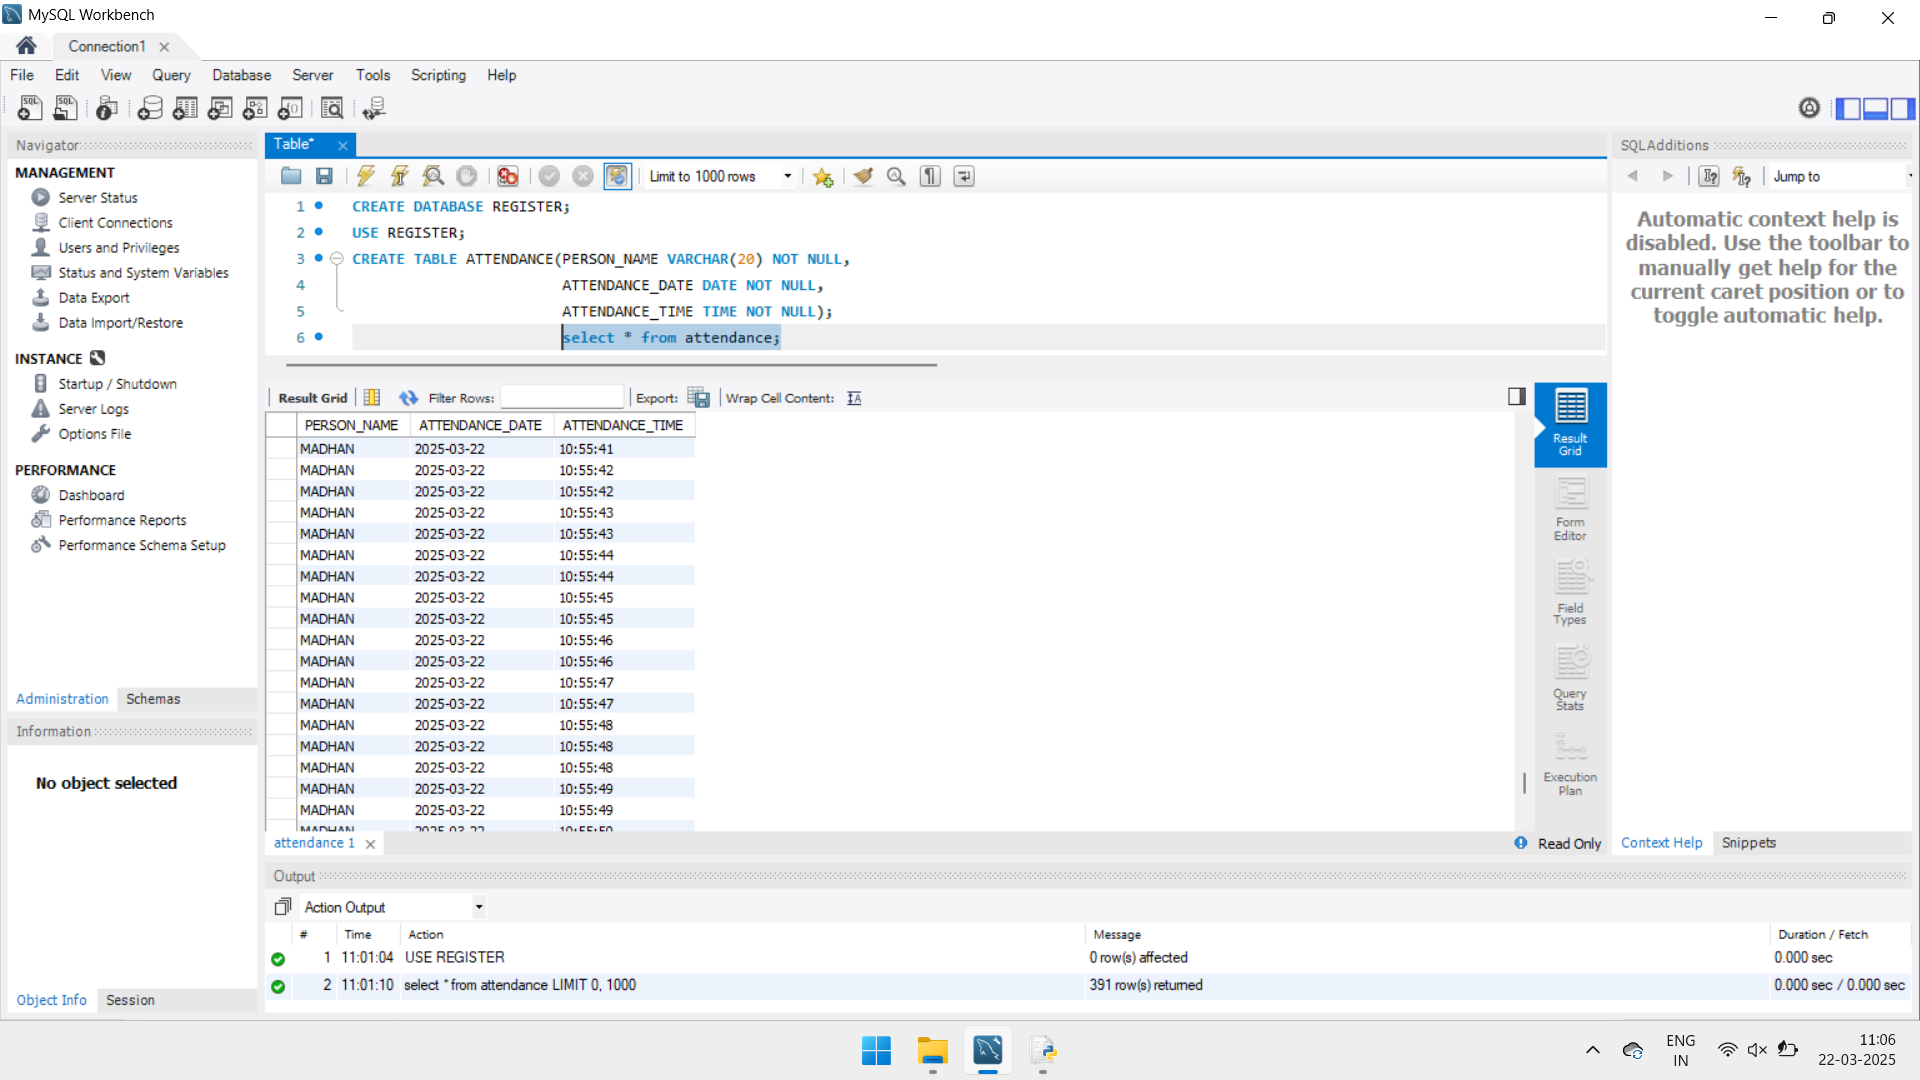 MySQL Workbench
Connection1
File Edit View Query Database Server Tools Scripting Help
Navigator
MANAGEMENT
Server Status
Client Connections
Users and Privileges
Status and System Variables
Data Export
Data Import/Restore
INSTANCE
Startup / Shutdown
Server Logs
Options File
PERFORMANCE
Dashboard
Performance Reports
Performance Schema Setup
Administration Schemas
Information
No object selected
Object Info Session
Table*
Limit to 1000 rows
1 CREATE DATABASE REGISTER;
2 USE REGISTER;
3 CREATE TABLE ATTENDANCE(PERSON_NAME VARCHAR(20) NOT NULL,
4 ATTENDANCE_DATE DATE NOT NULL,
5 ATTENDANCE_TIME TIME NOT NULL);
6 select * from attendance;
Result Grid Filter Rows: Export: Wrap Cell Content:
PERSON_NAME ATTENDANCE_DATE ATTENDANCE_TIME
MADHAN 2025-03-22 10:55:41
MADHAN 2025-03-22 10:55:42
MADHAN 2025-03-22 10:55:42
MADHAN 2025-03-22 10:55:43
MADHAN 2025-03-22 10:55:43
MADHAN 2025-03-22 10:55:44
MADHAN 2025-03-22 10:55:44
MADHAN 2025-03-22 10:55:45
MADHAN 2025-03-22 10:55:45
MADHAN 2025-03-22 10:55:46
MADHAN 2025-03-22 10:55:46
MADHAN 2025-03-22 10:55:47
MADHAN 2025-03-22 10:55:47
MADHAN 2025-03-22 10:55:48
MADHAN 2025-03-22 10:55:48
MADHAN 2025-03-22 10:55:48
MADHAN 2025-03-22 10:55:49
MADHAN 2025-03-22 10:55:49
MADHAN 2025-03-22 10:55:50
Result
Grid
Form
Editor
Field
Types
Query
Stats
Execution
Plan
attendance 1
Read Only
SQLAdditions
Jump to
Automatic context help is
disabled. Use the toolbar to
manually get help for the
current caret position or to
toggle automatic help.
Context Help Snippets
Output
Action Output
# Time Action Message Duration / Fetch
1 11:01:04 USE REGISTER 0 row(s) affected 0.000 sec
2 11:01:10 select * from attendance LIMIT 0, 1000 391 row(s) returned 0.000 sec / 0.000 sec
ENG
IN
11:06
22-03-2025